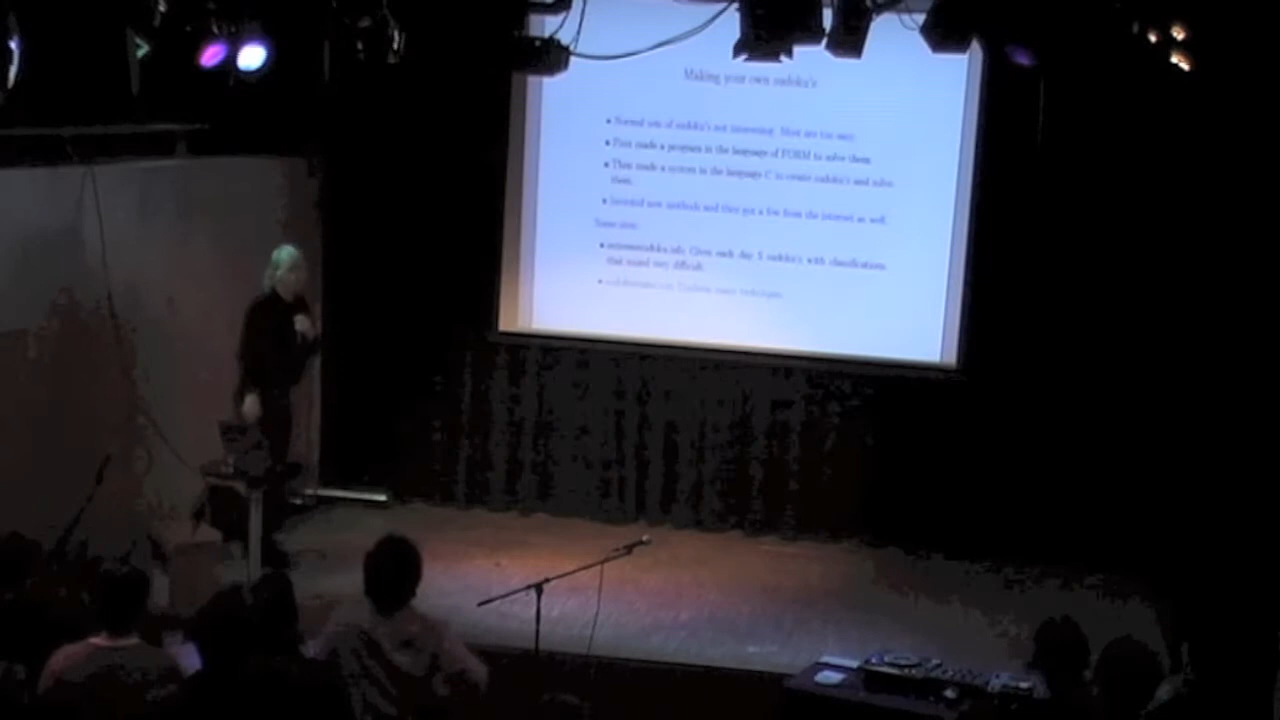 Making your own sudoku's
• Normal sets of sudoku's not interesting. Most are too easy.
• First made a program in the language of FORM to solve them.
• Then made a system in the language C to create sudoku's and solve
them.
• Invented new methods and then got a few from the internet as well.
Some sites:
• Gives each day 5 sudoku's with classifications
that sound very difficult.